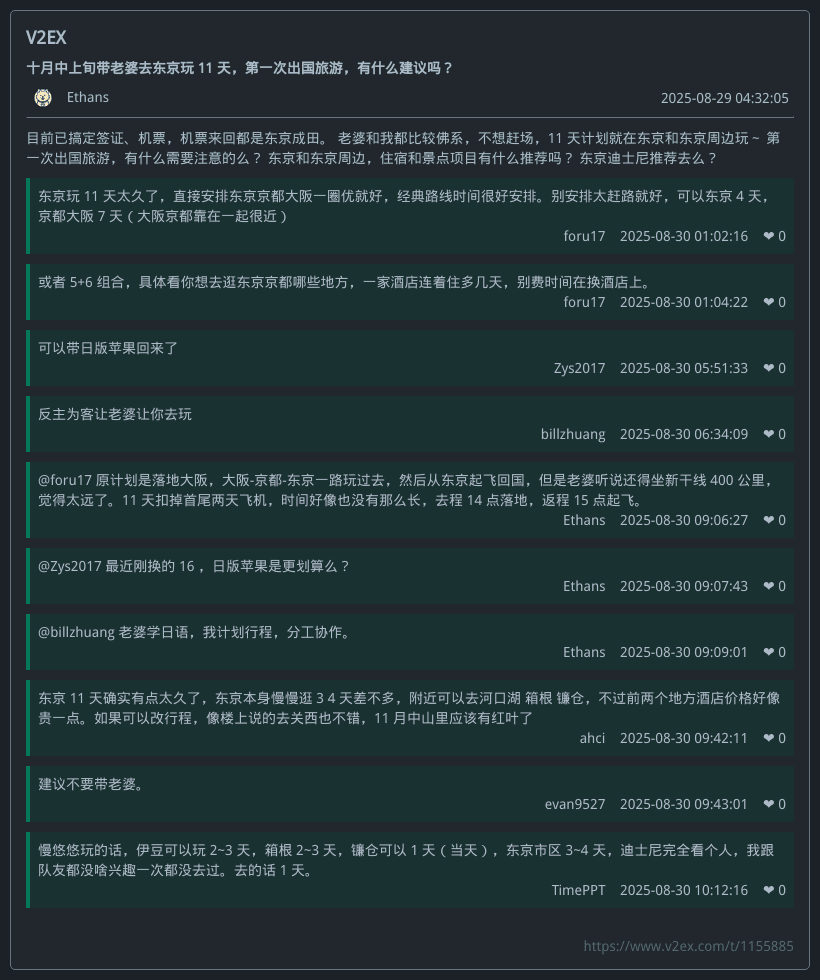 V2EX
十月中上旬带老婆去东京玩 11 天，第一次出国旅游，有什么建议吗？
Ethans 2025-08-29 04:32:05
目前已搞定签证、机票，机票来回都是东京成田。 老婆和我都比较佛系，不想赶场，11 天计划就在东京和东京周边玩 ~ 第
一次出国旅游，有什么需要注意的么？ 东京和东京周边，住宿和景点项目有什么推荐吗？ 东京迪士尼推荐去么？
东京玩 11 天太久了，直接安排东京京都大阪一圈优就好，经典路线时间很好安排。别安排太赶路就好，可以东京 4 天，
京都大阪 7 天（大阪京都靠在一起很近）
foru17 2025-08-30 01:02:16 ❤ 0
或者 5+6 组合，具体看你想去逛东京京都哪些地方，一家酒店连着住多几天，别费时间在换酒店上。
foru17 2025-08-30 01:04:22 ❤ 0
可以带日版苹果回来了
Zys2017 2025-08-30 05:51:33 ❤ 0
反主为客让老婆让你去玩
billzhuang 2025-08-30 06:34:09 ❤ 0
@foru17 原计划是落地大阪，大阪-京都-东京一路玩过去，然后从东京起飞回国，但是老婆听说还得坐新干线 400 公里，
觉得太远了。11 天扣掉首尾两天飞机，时间好像也没有那么长，去程 14 点落地，返程 15 点起飞。
Ethans 2025-08-30 09:06:27 ❤ 0
@Zys2017 最近刚换的 16 ，日版苹果是更划算么？
Ethans 2025-08-30 09:07:43 ❤ 0
@billzhuang 老婆学日语，我计划行程，分工协作。
Ethans 2025-08-30 09:09:01 ❤ 0
东京 11 天确实有点太久了，东京本身慢慢逛 3 4 天差不多，附近可以去河口湖 箱根 镰仓，不过前两个地方酒店价格好像
贵一点。如果可以改行程，像楼上说的去关西也不错，11 月中山里应该有红叶了
ahci 2025-08-30 09:42:11 ❤ 0
建议不要带老婆。
evan9527 2025-08-30 09:43:01 ❤ 0
慢悠悠玩的话，伊豆可以玩 2~3 天，箱根 2~3 天，镰仓可以 1 天（当天），东京市区 3~4 天，迪士尼完全看个人，我跟
队友都没啥兴趣一次都没去过。去的话 1 天。
TimePPT 2025-08-30 10:12:16 ❤ 0
https://www.v2ex.com/t/1155885